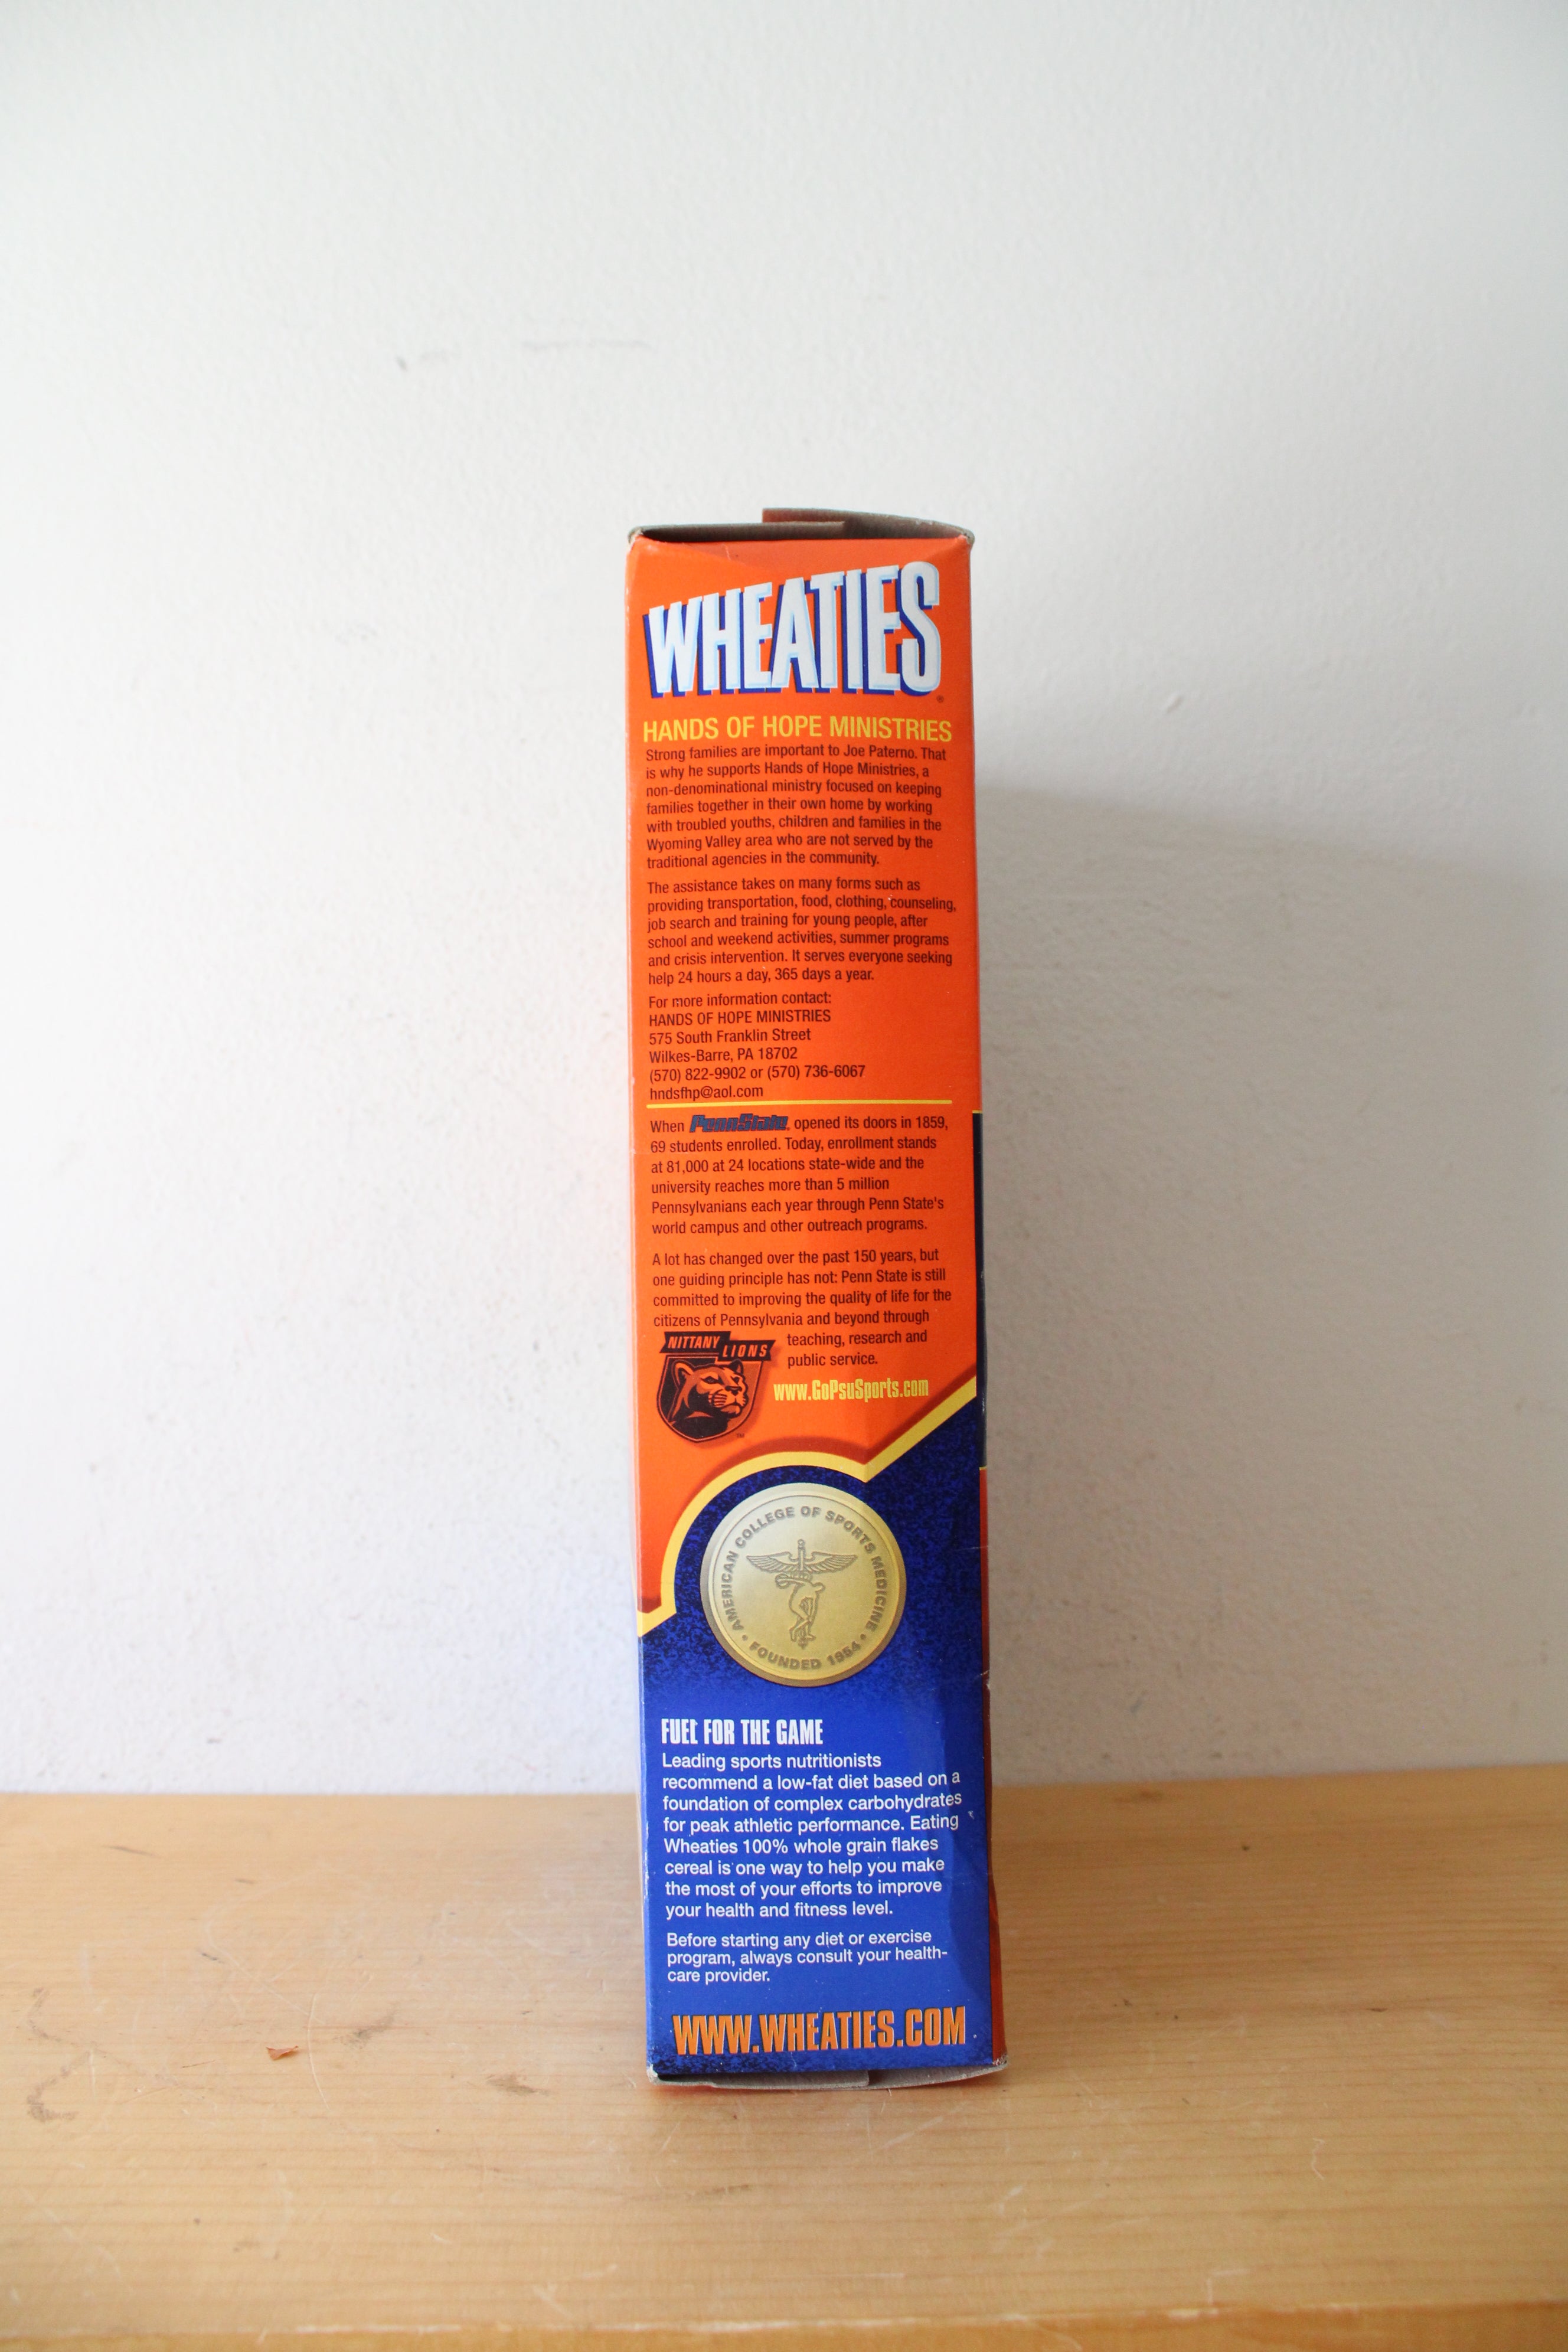 WHEATIES®
HANDS OF HOPE MINISTRIES
Strong families are important to Joe Paterno. That
is why he supports Hands of Hope Ministries, a
non-denominational ministry focused on keeping
families together in their own home by working
with troubled youths, children and families in the
Wyoming Valley area who are not served by the
traditional agencies in the community.
The assistance takes on many forms such as
providing transportation, food, clothing, counseling,
job search and training for young people, after
school and weekend activities, summer programs
and crisis intervention. It serves everyone seeking
help 24 hours a day, 365 days a year.
For more information contact:
HANDS OF HOPE MINISTRIES
575 South Franklin Street
Wilkes-Barre, PA 18702
(570) 822-9902 or (570) 736-6067
hndsfhp@aol.com
When PennState. opened its doors in 1859,
69 students enrolled. Today, enrollment stands
at 81,000 at 24 locations state-wide and the
university reaches more than 5 million
Pennsylvanians each year through Penn State's
world campus and other outreach programs.
A lot has changed over the past 150 years, but
one guiding principle has not: Penn State is still
committed to improving the quality of life for the
citizens of Pennsylvania and beyond through
teaching, research and
public service.
NITTANY
LIONS
TM
www.GoPsuSports.com
AMERICAN COLLEGE OF SPORTS MEDICINE
• FOUNDED 1954 •
FUEL FOR THE GAME
Leading sports nutritionists
recommend a low-fat diet based on a
foundation of complex carbohydrates
for peak athletic performance. Eating
Wheaties 100% whole grain flakes
cereal is one way to help you make
the most of your efforts to improve
your health and fitness level.
Before starting any diet or exercise
program, always consult your health-
care provider.
WWW.WHEATIES.COM